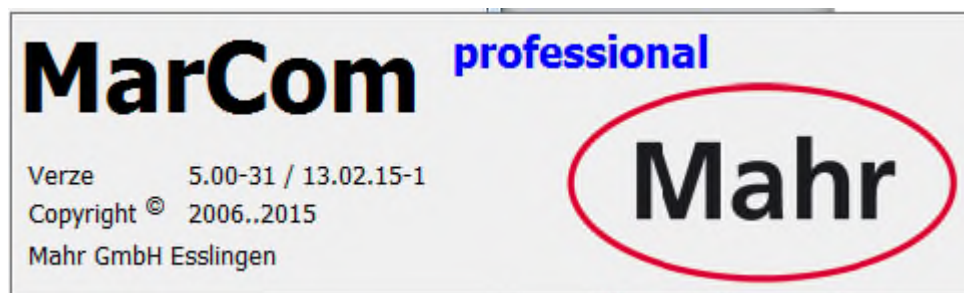 MarCom professional
Mahr
Verze 5.00-31 / 13.02.15-1
Copyright © 2006..2015
Mahr GmbH Esslingen